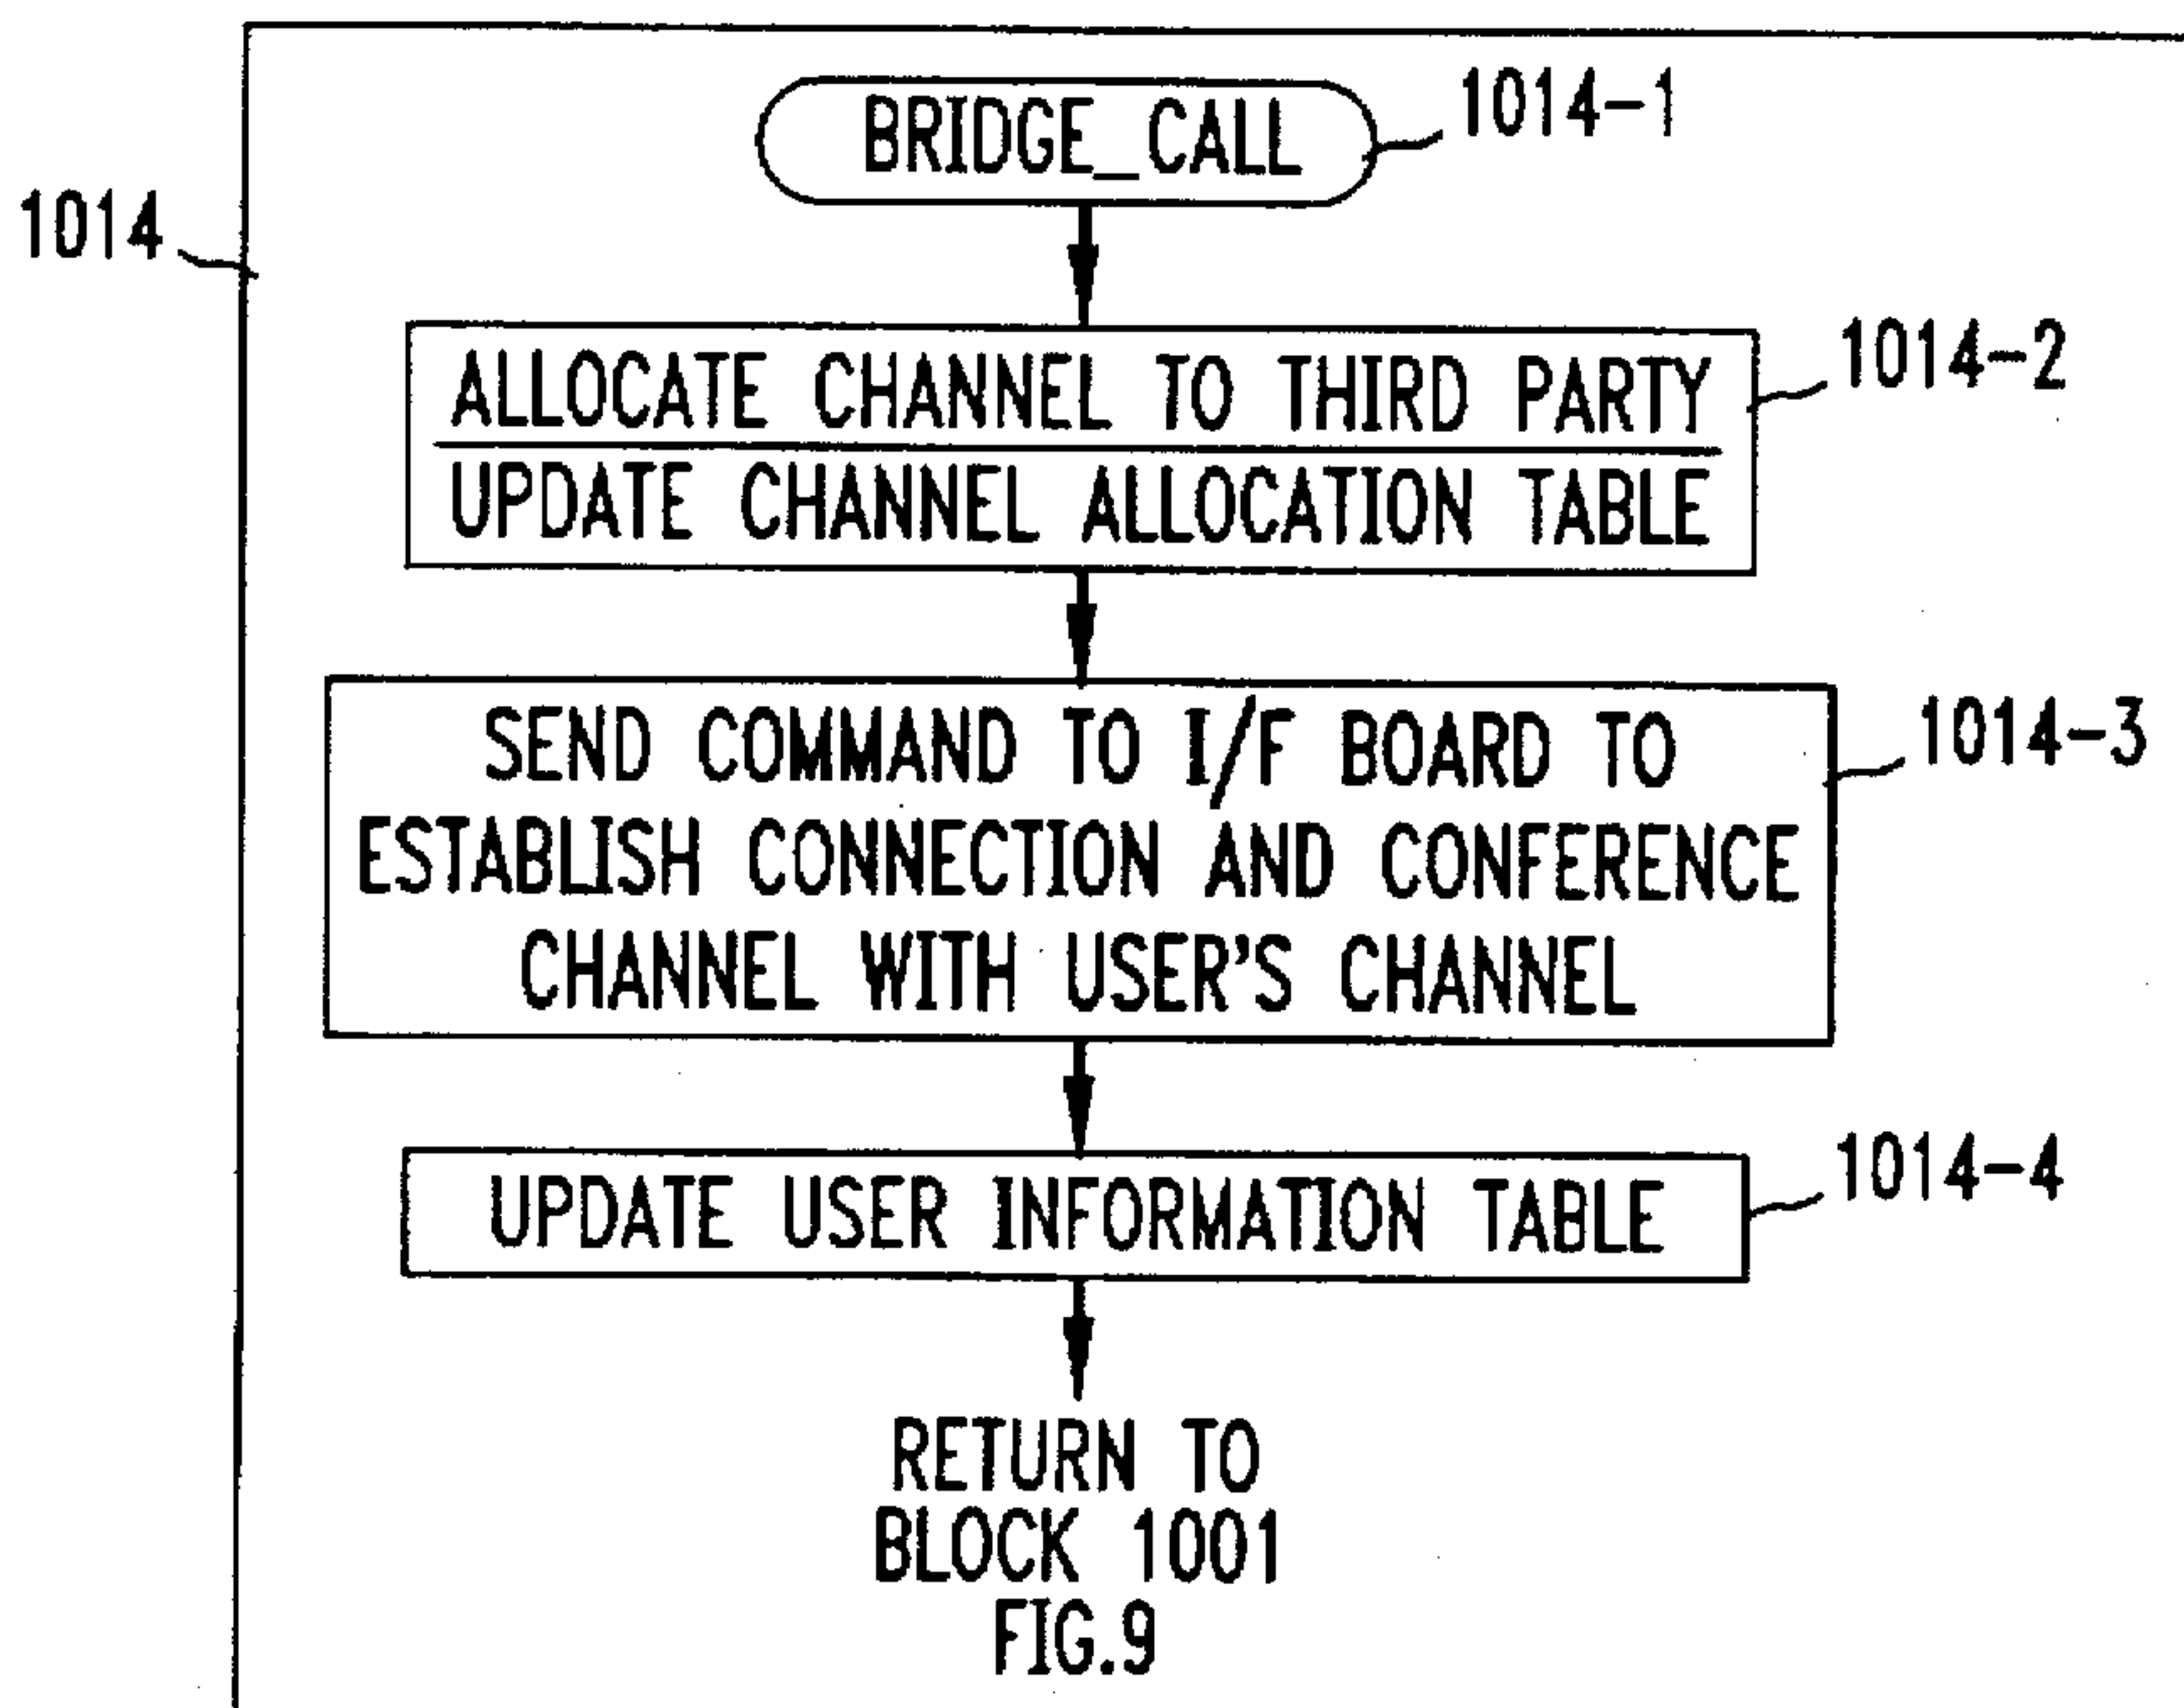 BRIDGE_CALL
1014-1
1014
ALLOCATE CHANNEL TO THIRD PARTY
1014-2
UPDATE CHANNEL ALLOCATION TABLE
SEND COMMAND TO I/F BOARD TO
1014-3
ESTABLISH CONNECTION AND CONFERENCE
CHANNEL WITH USER'S CHANNEL
UPDATE USER INFORMATION TABLE
1014-4
RETURN TO
BLOCK 1001
FIG.9